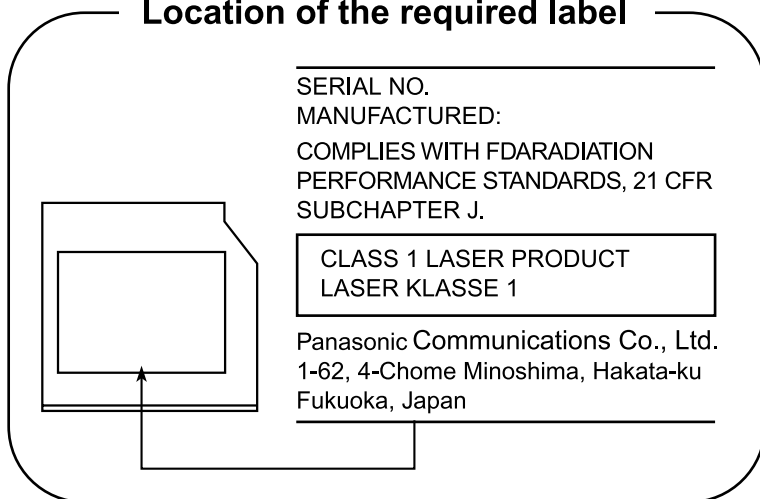 Location of the required label
SERIAL NO.
MANUFACTURED:
COMPLIES WITH FDARADIATION
PERFORMANCE STANDARDS, 21 CFR
SUBCHAPTER J.
CLASS 1 LASER PRODUCT
LASER KLASSE 1
Panasonic Communications Co., Ltd.
1-62, 4-Chome Minoshima, Hakata-ku
Fukuoka, Japan